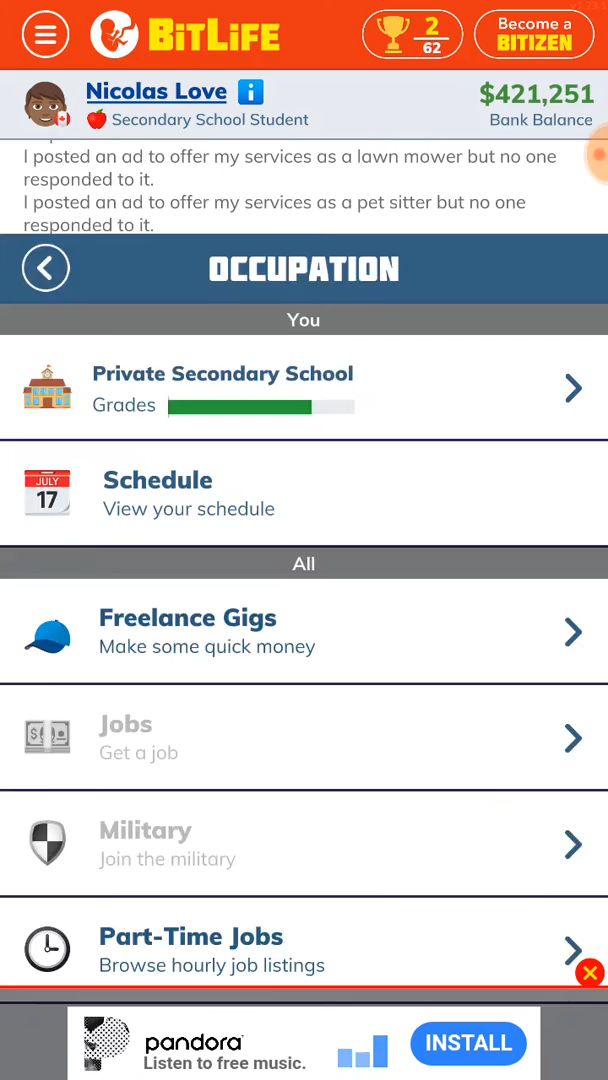 v1.23.3
BITLIFE
2
62
Become a
BITIZEN
Nicolas Love
$421,251
Secondary School Student
Bank Balance
I posted an ad to offer my services as a lawn mower but no one
responded to it.
I posted an ad to offer my services as a pet sitter but no one
responded to it.
OCCUPATION
You
Private Secondary School
Grades
JULY
17
Schedule
View your schedule
All
Freelance Gigs
Make some quick money
Jobs
Get a job
Military
Join the military
Part-Time Jobs
Browse hourly job listings
pandora
Listen to free music.
INSTALL